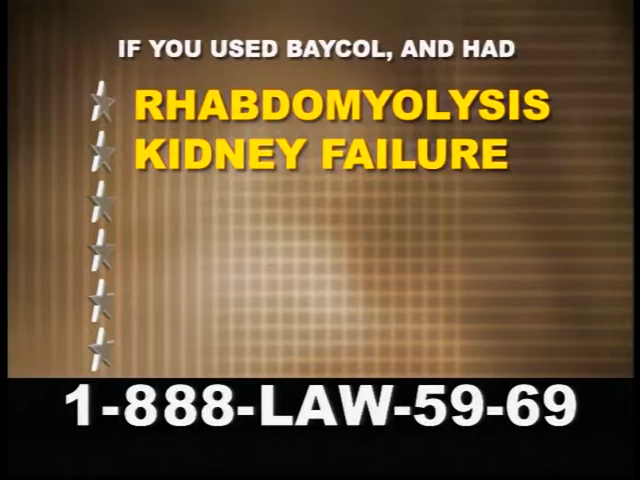 IF YOU USED BAYCOL, AND HAD
RHABDOMYOLYSIS
KIDNEY FAILURE
1-888-LAW-59-69